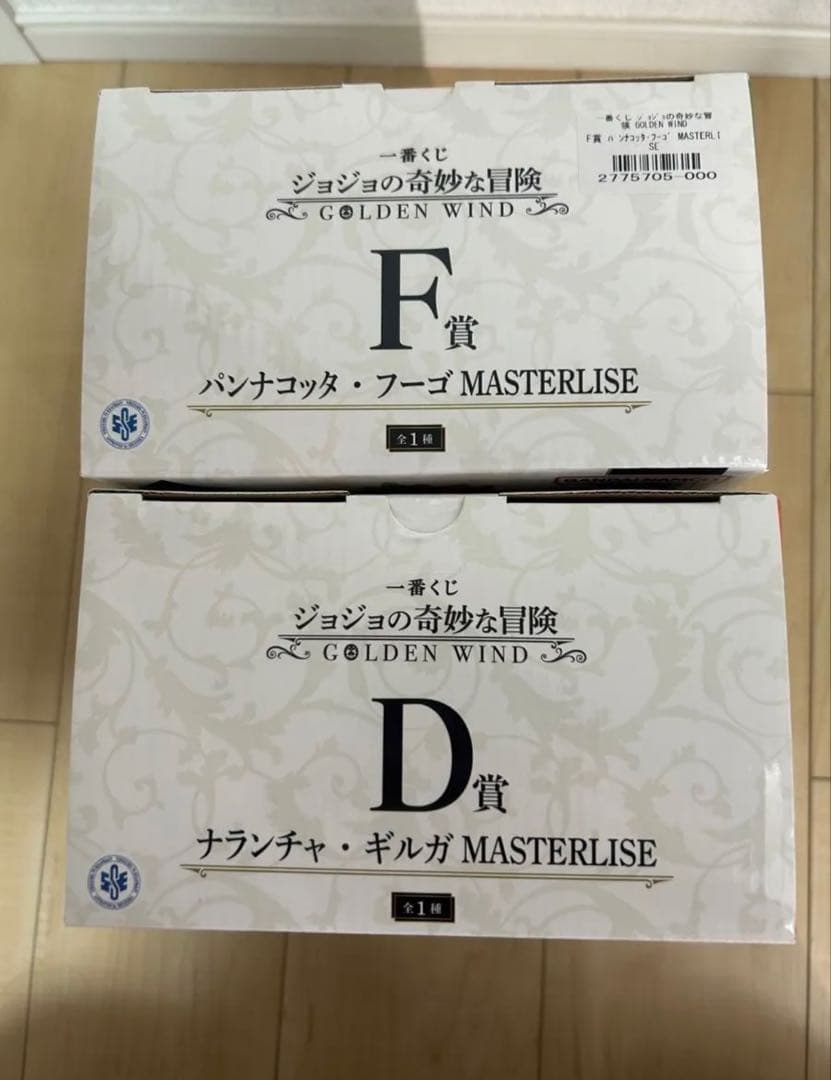 一番くじ ジョジョの奇妙な冒
険 GOLDEN WIND
F賞 パンナコッタ・フーゴ MASTERLI
SE
2775705-000
一番くじ
ジョジョの奇妙な冒険
GOLDEN WIND
F賞
パンナコッタ・フーゴ MASTERLISE
全1種
一番くじ
ジョジョの奇妙な冒険
GOLDEN WIND
D賞
ナランチャ・ギルガ MASTERLISE
全1種